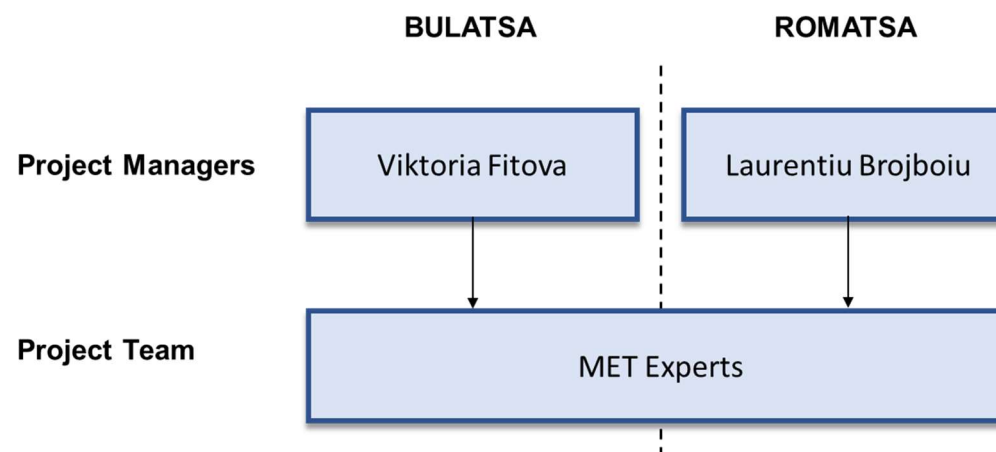 BULATSA
ROMATSA
Project Managers
Viktoria Fitova
Laurentiu Brojboiu
Project Team
MET Experts